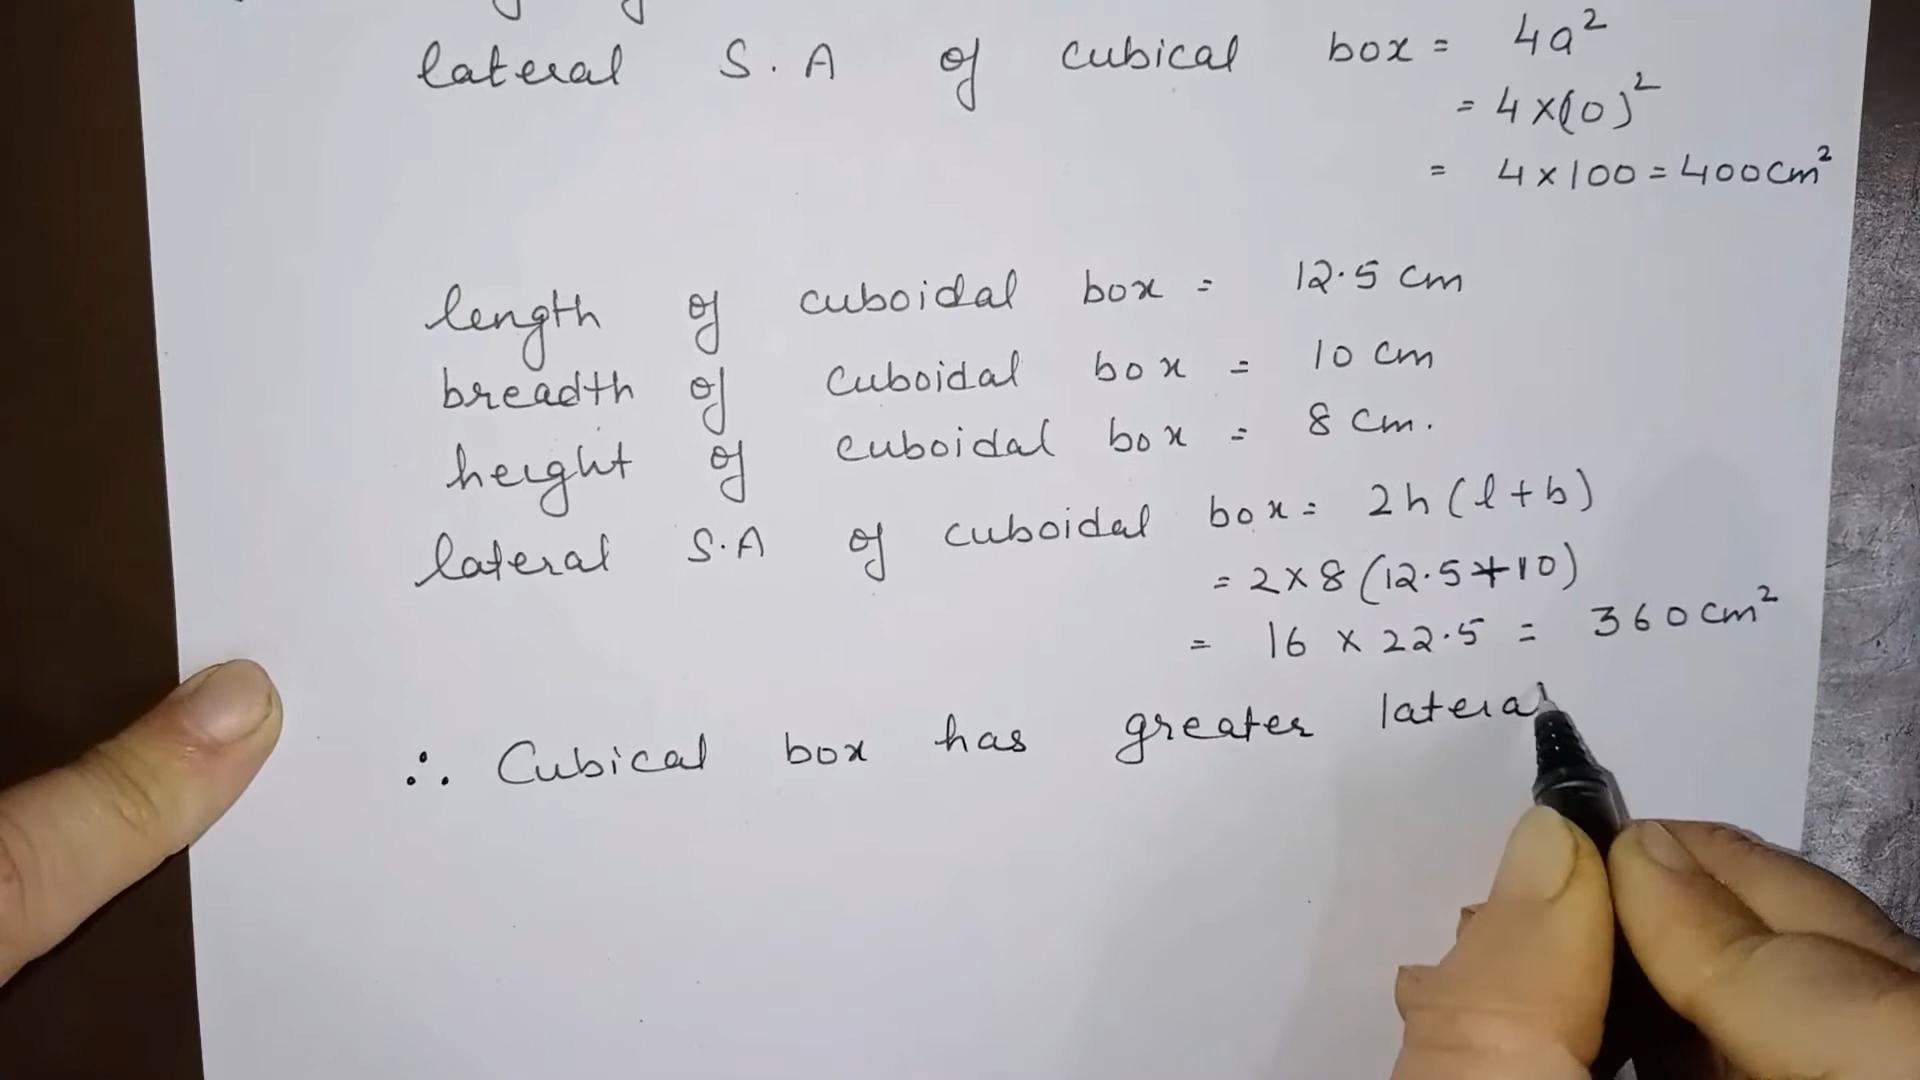 lateral S.A of cubical box = 4a²
= 4×(10)²
= 4×100 = 400cm²
length of cuboidal box = 12.5 cm
breadth of cuboidal box = 10 cm
height of cuboidal box = 8 cm.
lateral S.A of cuboidal box = 2h(l+b)
= 2×8(12.5+10)
= 16 × 22.5 = 360cm²
∴ Cubical box has greater lateral